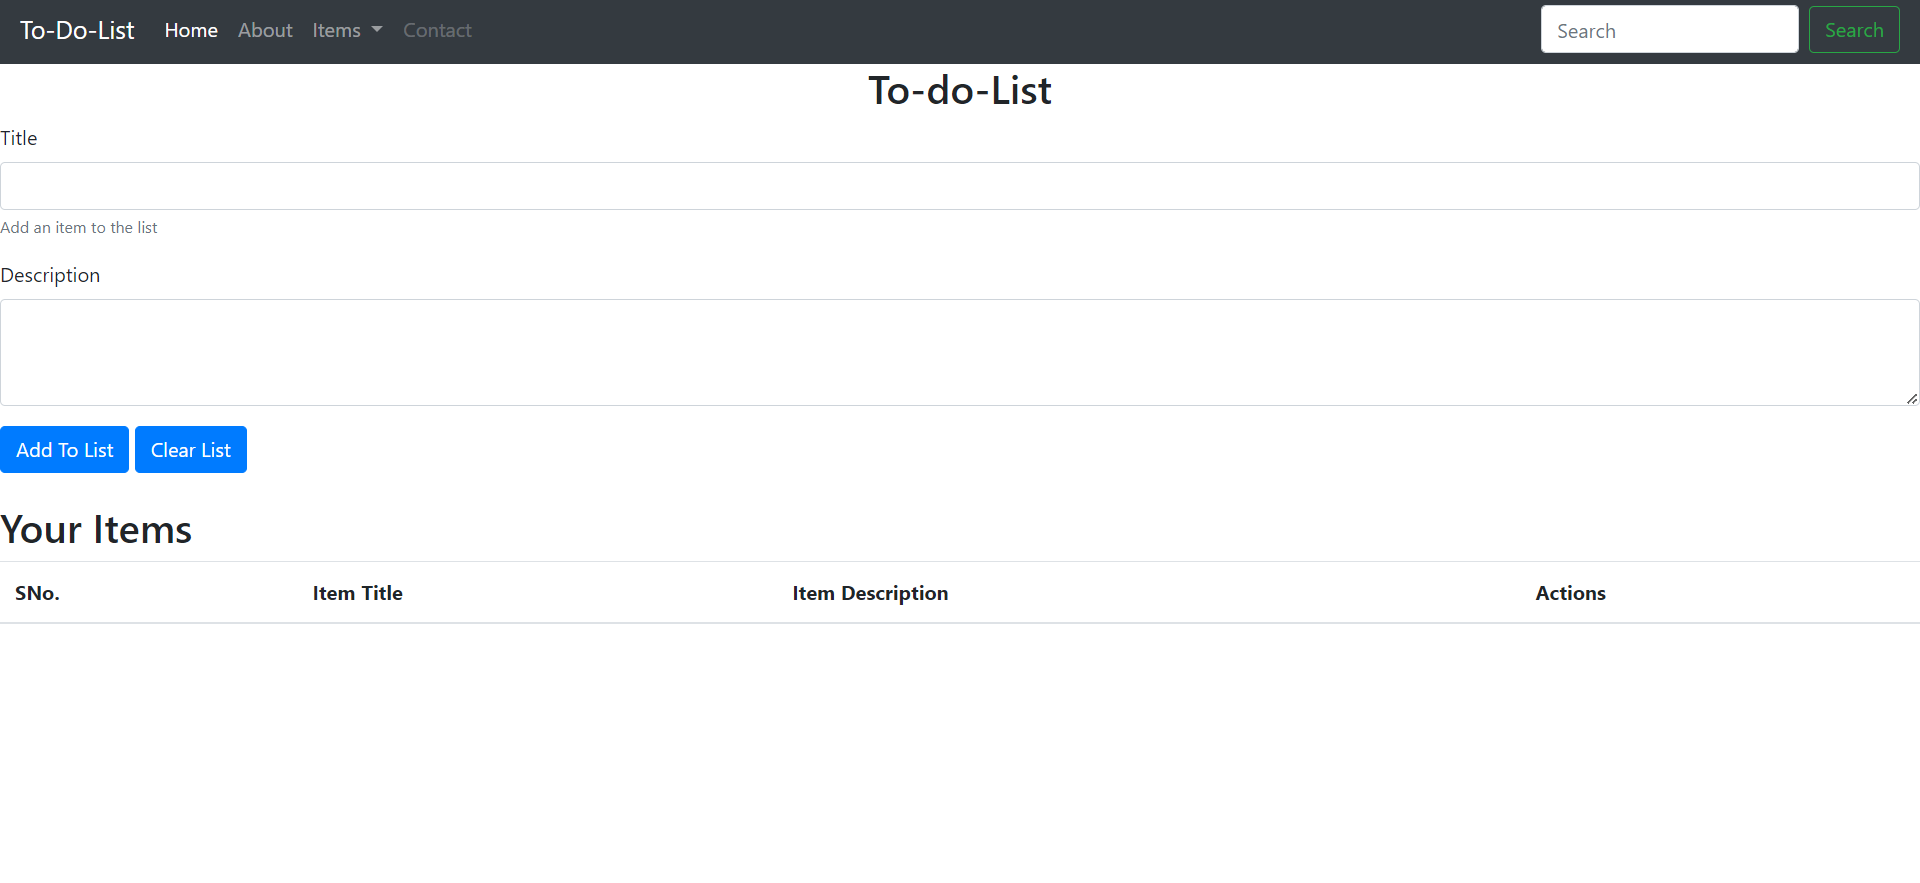 To-Do-List Home About Items Contact Search Search
To-do-List
Title
Add an item to the list
Description
Add To List Clear List
Your Items
SNo. Item Title Item Description Actions